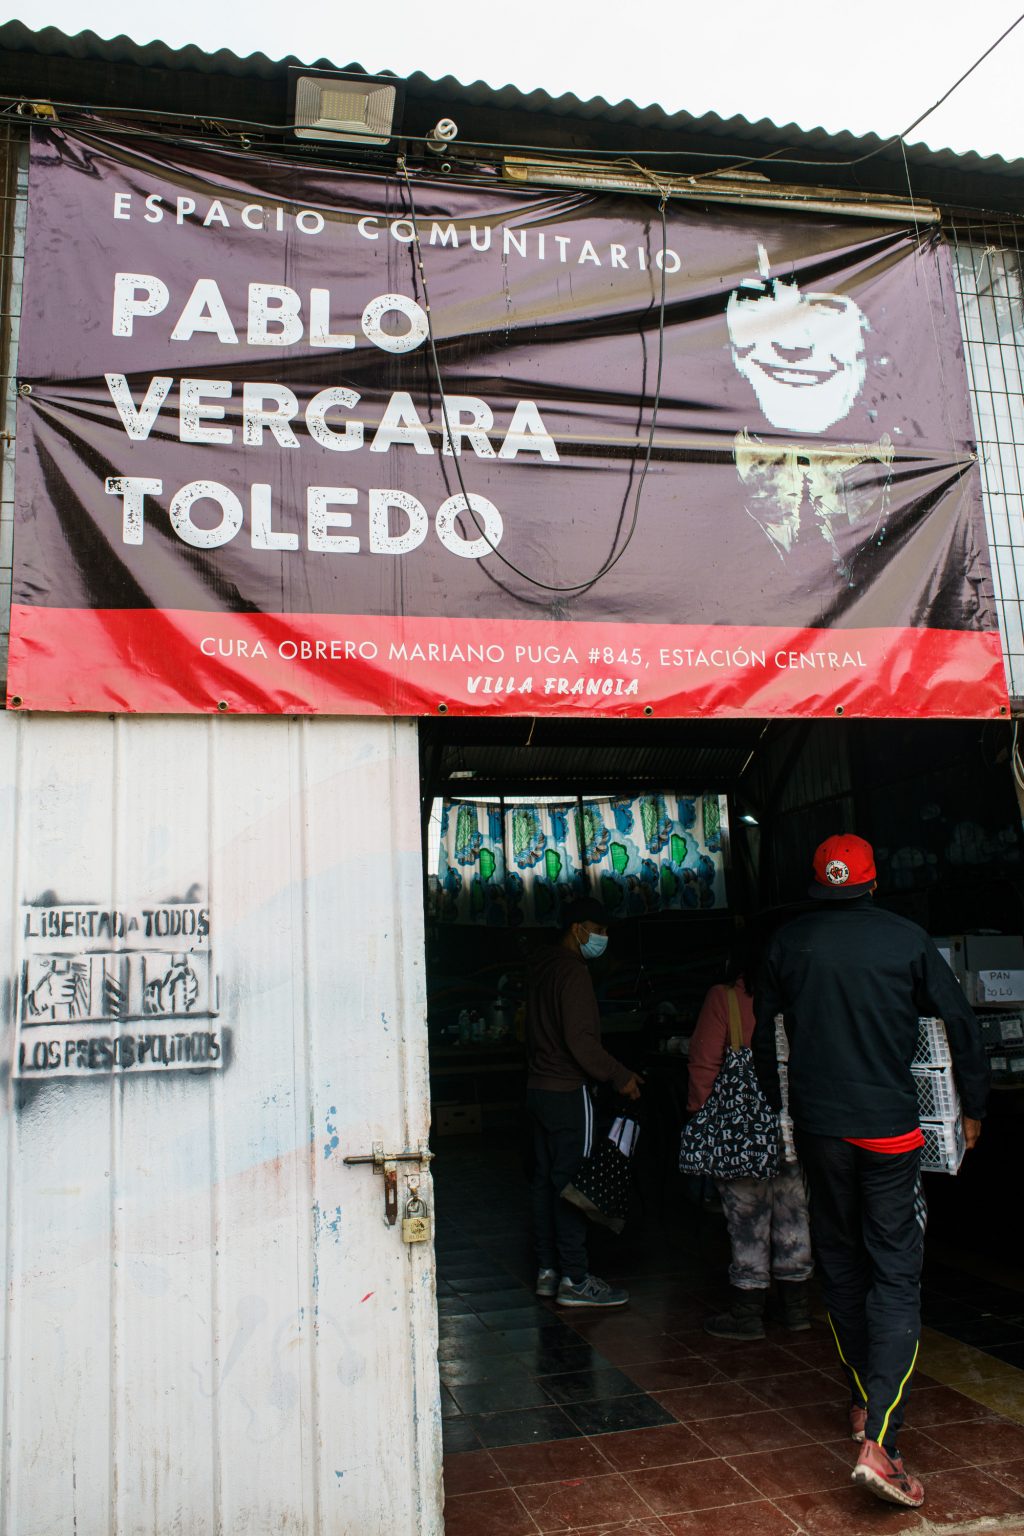 ESPACIO COMUNITARIO
PABLO
VERGARA
TOLEDO
CURA OBRERO MARIANO PUGA #845, ESTACIÓN CENTRAL
VILLA FRANCIA
LIBERTAD A TODOS
LOS PRESOS POLITICOS
PAN